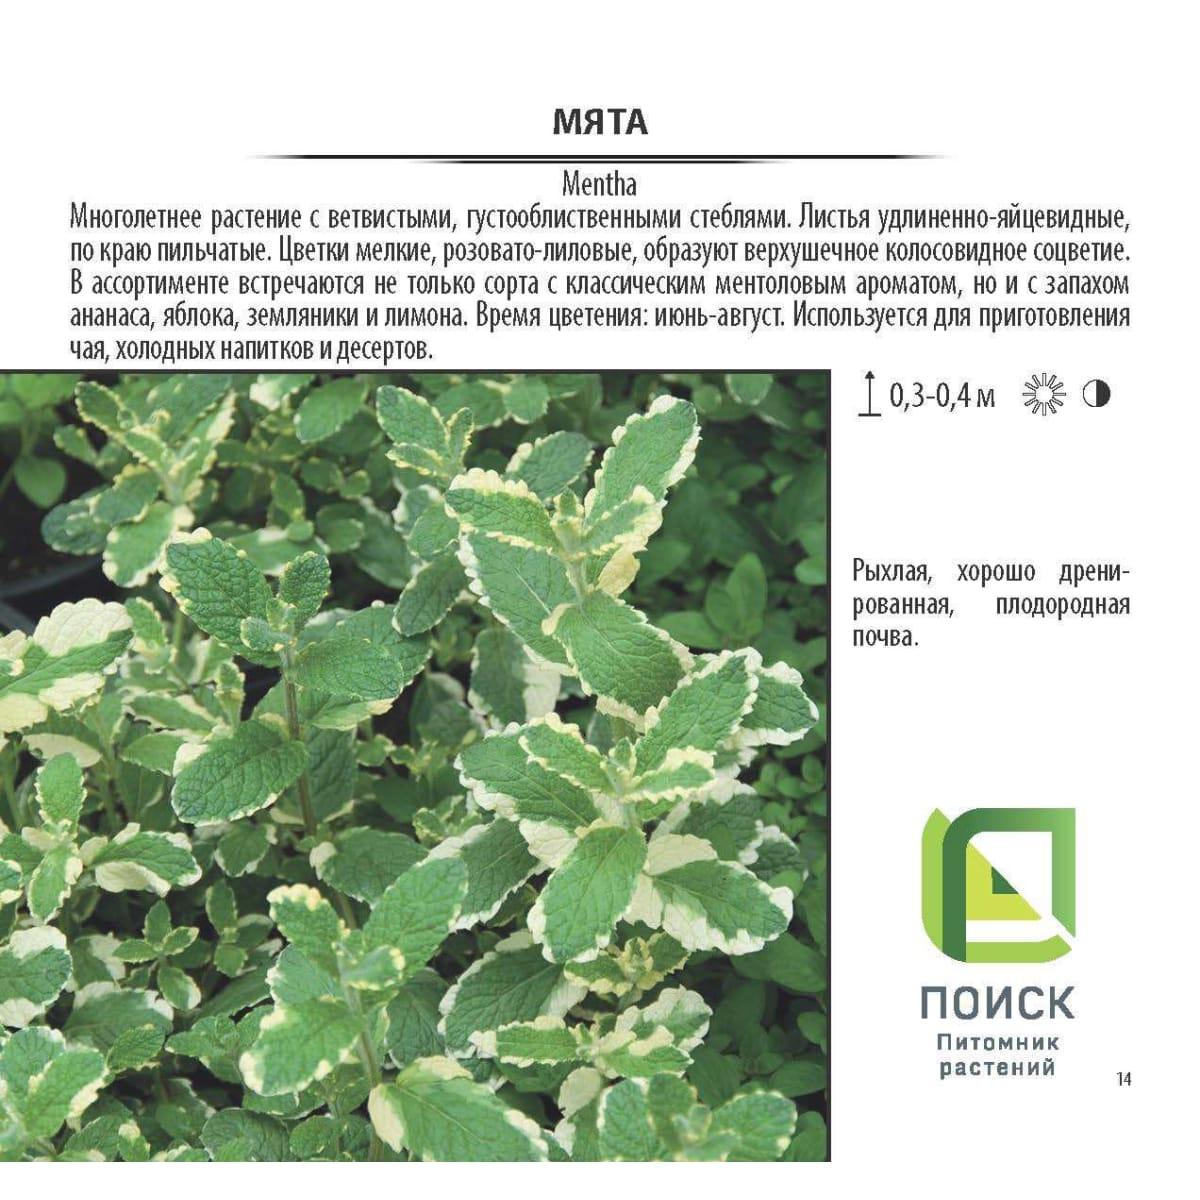 МЯТА
Mentha
Многолетнее растение с ветвистыми, густооблиственными стеблями. Листья удлиненно-яйцевидные,
по краю пильчатые. Цветки мелкие, розовато-лиловые, образуют верхушечное колосовидное соцветие.
В ассортименте встречаются не только сорта с классическим ментоловым ароматом, но и с запахом
ананаса, яблока, земляники и лимона. Время цветения: июнь-август. Используется для приготовления
чая, холодных напитков и десертов.
0,3-0,4 м
Рыхлая, хорошо дрени-
рованная, плодородная
почва.
ПОИСК
Питомник
растений
14